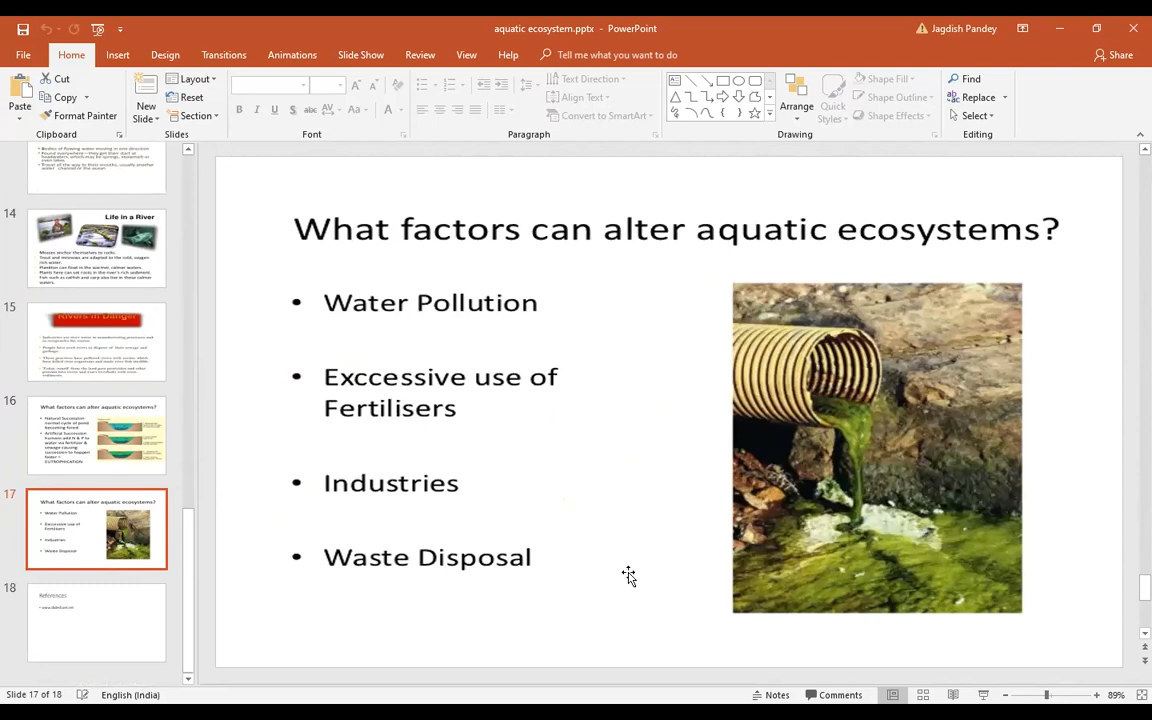 aquatic ecosystem.pptx - PowerPoint
Jagdish Pandey
File Home Insert Design Transitions Animations Slide Show Review View Help Tell me what you want to do Share
Cut
Copy
Format Painter
Paste
New Slide
Layout
Reset
Section
Text Direction
Align Text
Convert to SmartArt
Arrange
Quick Styles
Shape Fill
Shape Outline
Shape Effects
Find
Replace
Select
Clipboard Slides Font Paragraph Drawing Editing
14
Life in a River
15
Rivers in Danger
16
What factors can alter aquatic ecosystems?
17
What factors can alter aquatic ecosystems?
Water Pollution
Excessive use of
Fertilisers
Industries
Waste Disposal
18
References
What factors can alter aquatic ecosystems?
• Water Pollution
• Exccessive use of
Fertilisers
• Industries
• Waste Disposal
Slide 17 of 18 English (India) Notes Comments 89%